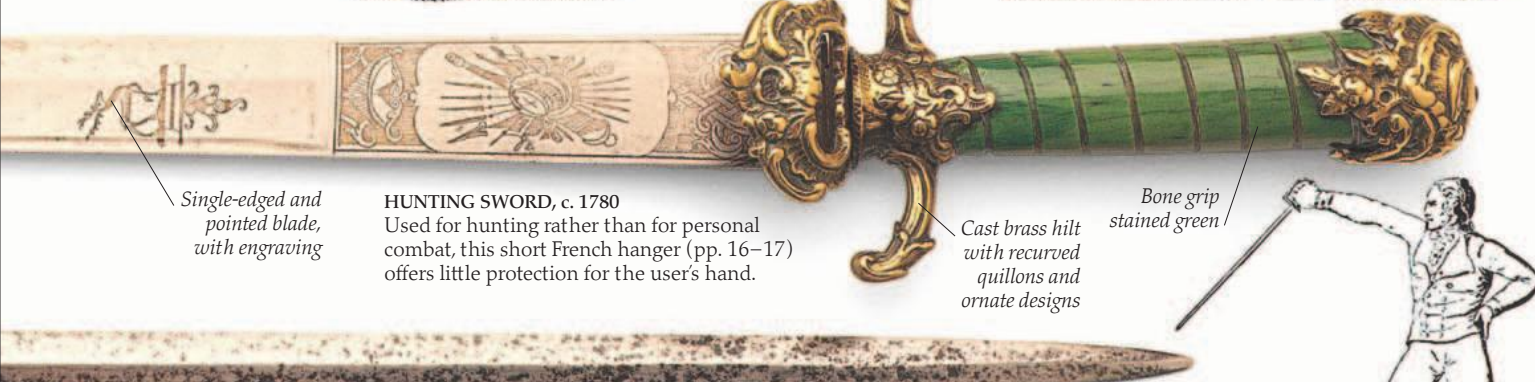 Single-edged and
pointed blade,
with engraving
HUNTING SWORD, c. 1780
Used for hunting rather than for personal
combat, this short French hanger (pp. 16–17)
offers little protection for the user's hand.
Cast brass hilt
with recurved
quillons and
ornate designs
Bone grip
stained green